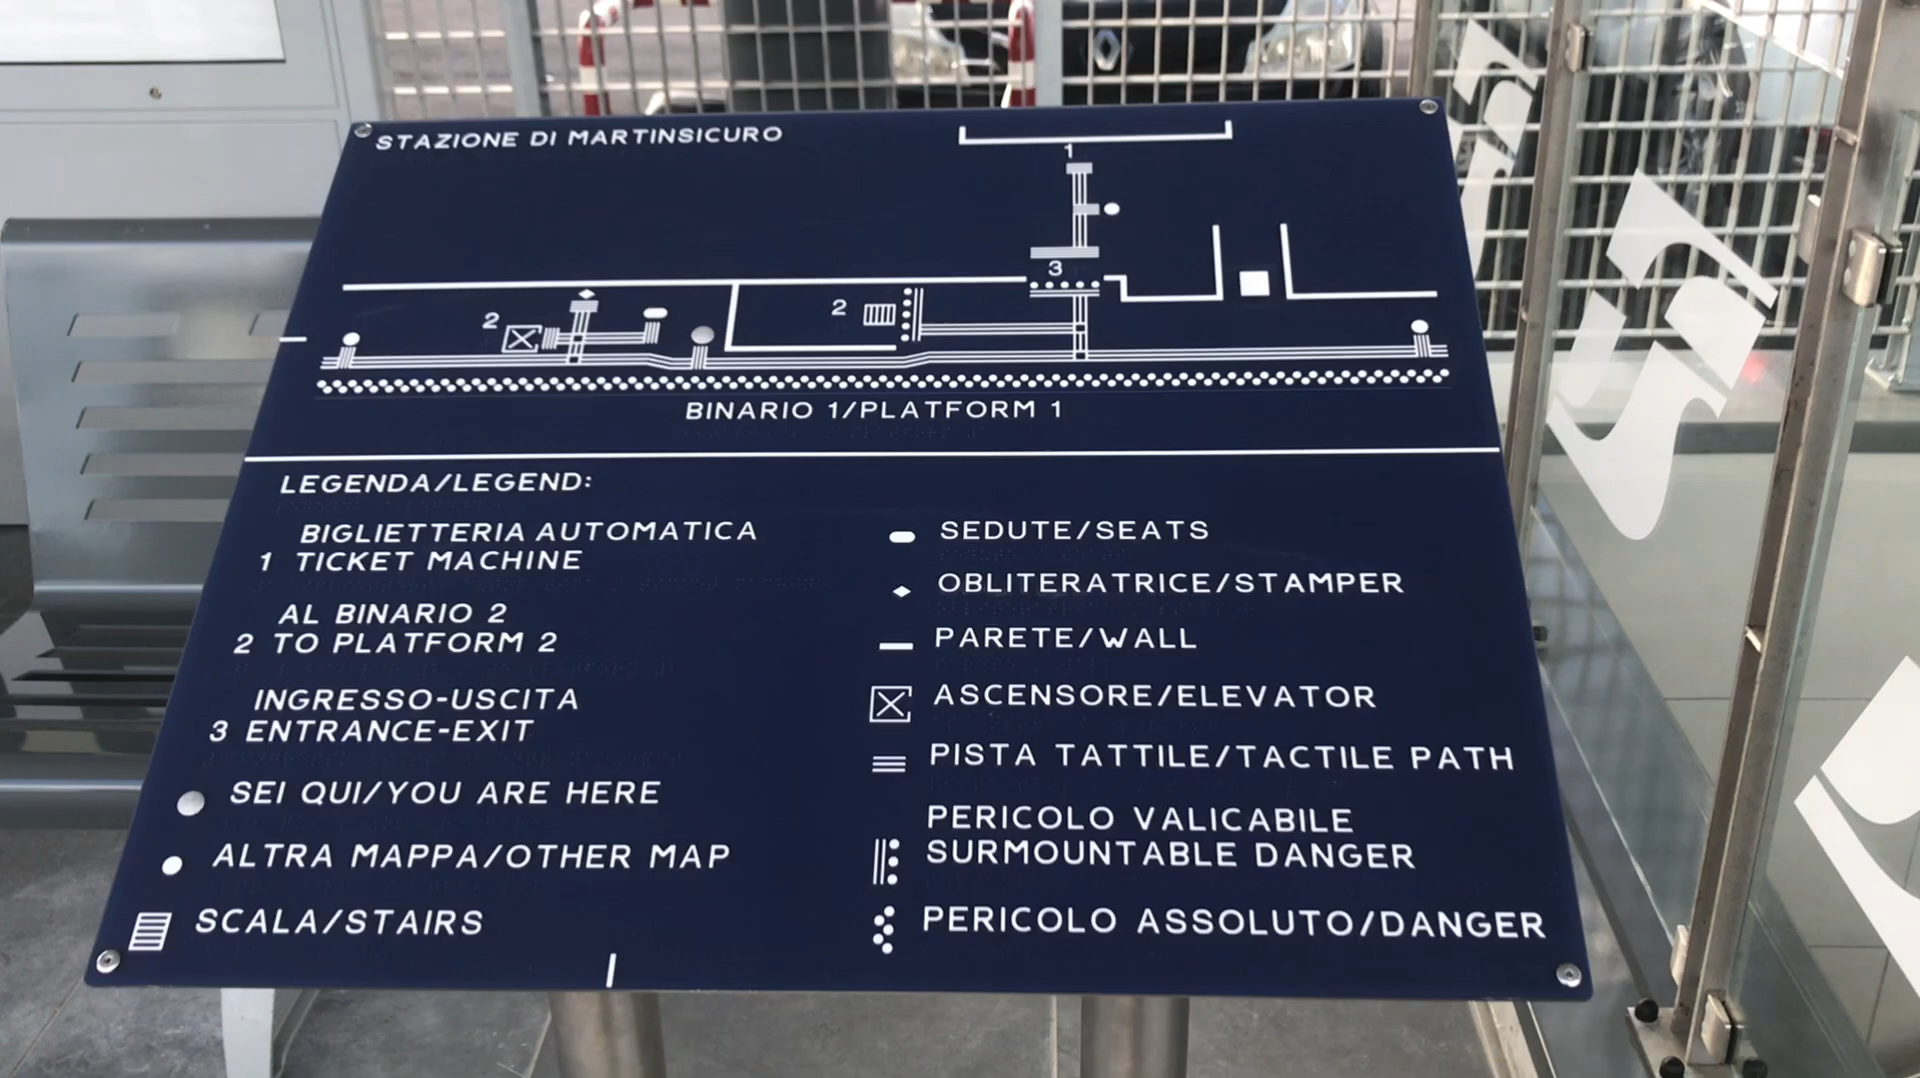 STAZIONE DI MARTINSICURO
1
3
2
2
BINARIO 1/PLATFORM 1
LEGENDA/LEGEND:
BIGLIETTERIA AUTOMATICA
1 TICKET MACHINE
AL BINARIO 2
2 TO PLATFORM 2
INGRESSO-USCITA
3 ENTRANCE-EXIT
SEI QUI/YOU ARE HERE
ALTRA MAPPA/OTHER MAP
SCALA/STAIRS
SEDUTE/SEATS
OBLITERATRICE/STAMPER
PARETE/WALL
ASCENSORE/ELEVATOR
PISTA TATTILE/TACTILE PATH
PERICOLO VALICABILE
SURMOUNTABLE DANGER
PERICOLO ASSOLUTO/DANGER